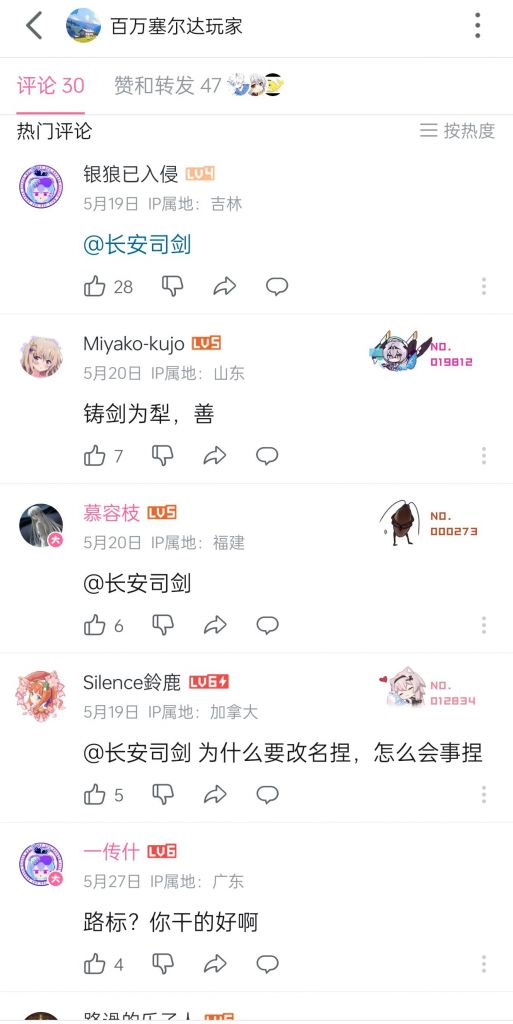 百万塞尔达玩家
评论 30 赞和转发 47
热门评论 按热度
银狼已入侵 LV4
5月19日 IP属地：吉林
@长安司剑
28
Miyako-kujo LV5 NO.
019812
5月20日 IP属地：山东
铸剑为犁，善
7
慕容枝 LV5 NO.
000273
5月20日 IP属地：福建
大
@长安司剑
6
Silence鈴鹿 LV6 NO.
012834
5月19日 IP属地：加拿大
@长安司剑 为什么要改名捏，怎么会事捏
5
一传什 LV6
5月27日 IP属地：广东
大
路标？你干的好啊
4